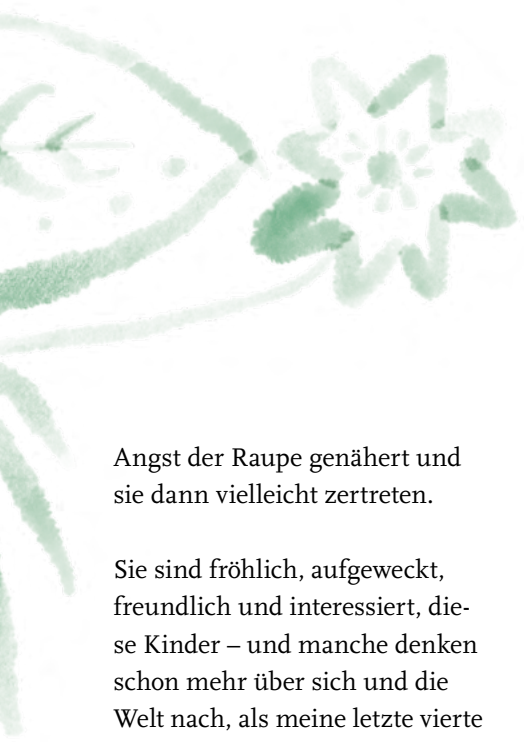 Angst der Raupe genähert und
sie dann vielleicht zertreten.
Sie sind fröhlich, aufgeweckt,
freundlich und interessiert, die-
se Kinder – und manche denken
schon mehr über sich und die
Welt nach, als meine letzte vierte